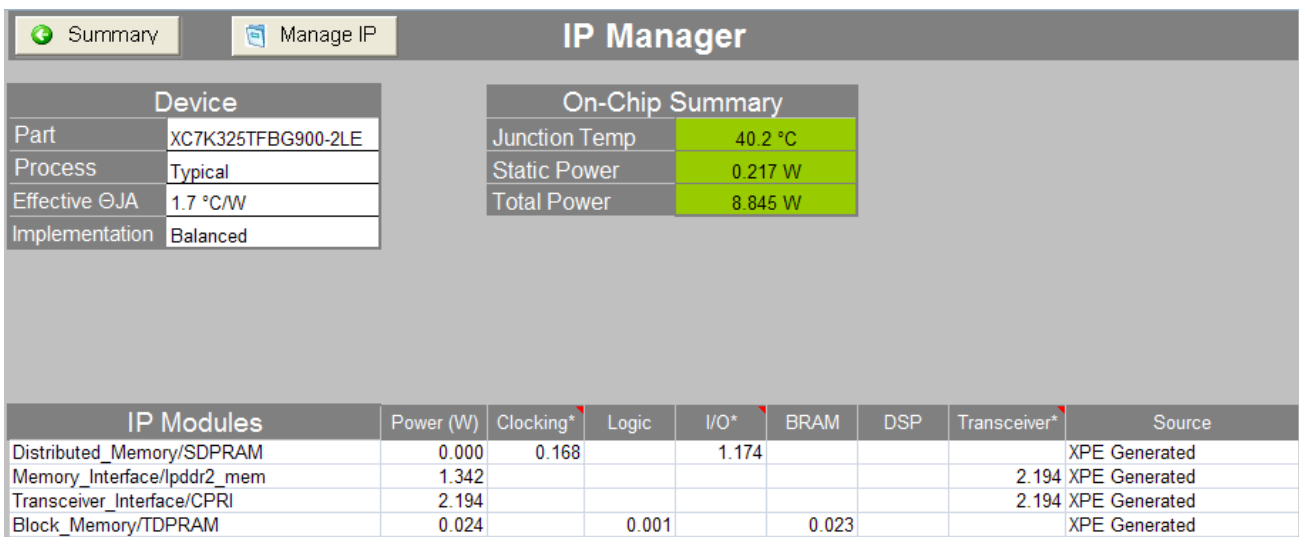 Summary Manage IP IP Manager
Device
Part XC7K325TFBG900-2LE
Process Typical
Effective ΘJA 1.7 °C/W
Implementation Balanced
On-Chip Summary
Junction Temp 40.2 °C
Static Power 0.217 W
Total Power 8.845 W
IP Modules Power (W) Clocking* Logic I/O* BRAM DSP Transceiver* Source
Distributed_Memory/SDPRAM 0.000 0.168 1.174 XPE Generated
Memory_Interface/lpddr2_mem 1.342 2.194 XPE Generated
Transceiver_Interface/CPRI 2.194 2.194 XPE Generated
Block_Memory/TDPRAM 0.024 0.001 0.023 XPE Generated